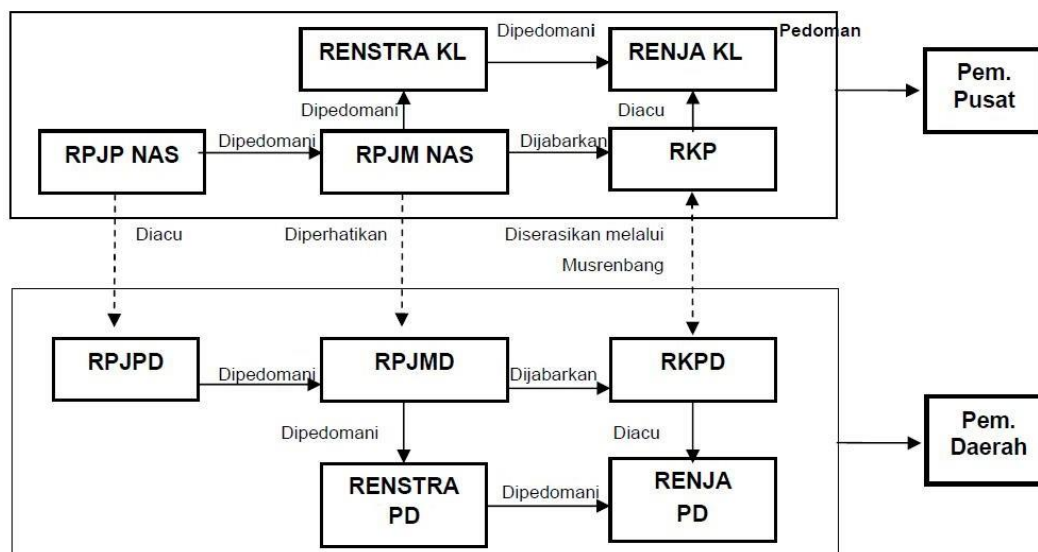 Dipedomani
Pedoman
RENSTRA KL
RENJA KL
Pem.
Pusat
Dipedomani
Diacu
RPJP NAS
Dipedomani
RPJM NAS
Dijabarkan
RKP
Diacu
Diperhatikan
Diserasikan melalui
Musrenbang
RPJPD
Dipedomani
RPJMD
Dijabarkan
RKPD
Pem.
Daerah
Dipedomani
Diacu
RENSTRA
PD
Dipedomani
RENJA
PD